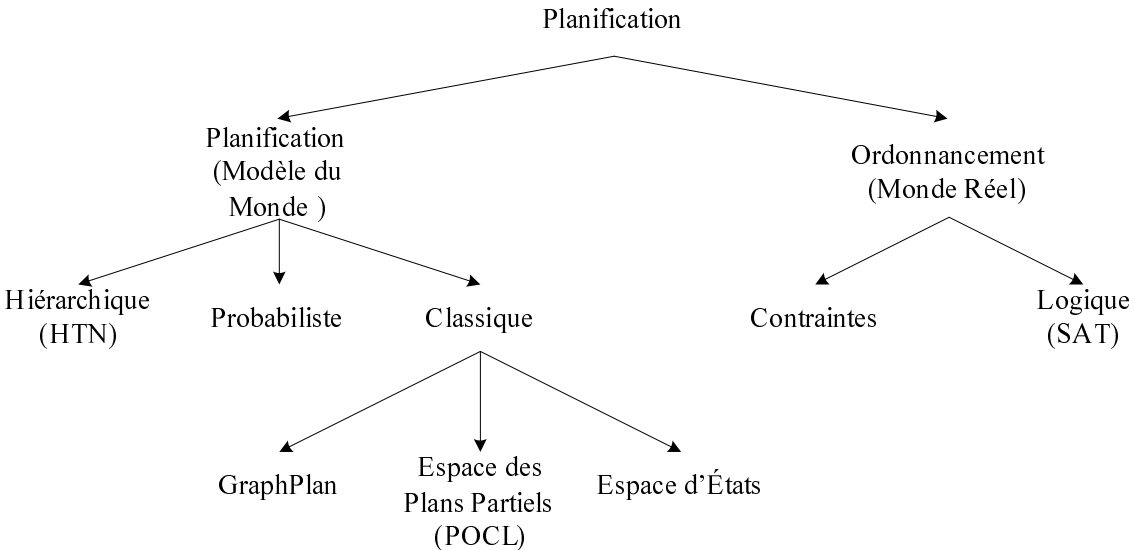 Planification
Planification
(Modèle du
Monde )
Ordonnancement
(Monde Réel)
Hiérarchique
(HTN)
Probabiliste
Classique
Contraintes
Logique
(SAT)
GraphPlan
Espace des
Plans Partiels
(POCL)
Espace d’États